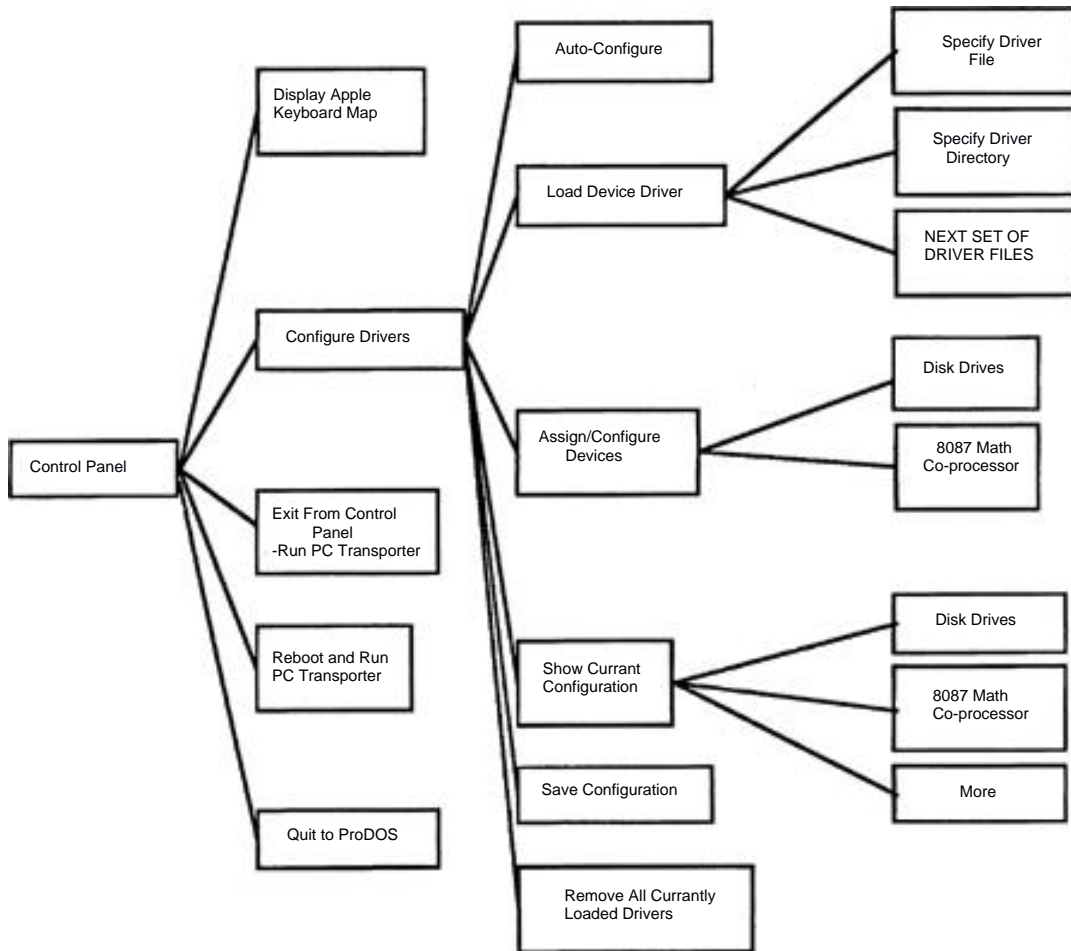 Control Panel
Display Apple
Keyboard Map
Configure Drivers
Exit From Control
Panel
-Run PC Transporter
Reboot and Run
PC Transporter
Quit to ProDOS
Auto-Configure
Load Device Driver
Assign/Configure
Devices
Show Currant
Configuration
Save Configuration
Remove All Currantly
Loaded Drivers
Specify Driver
File
Specify Driver
Directory
NEXT SET OF
DRIVER FILES
Disk Drives
8087 Math
Co-processor
Disk Drives
8087 Math
Co-processor
More